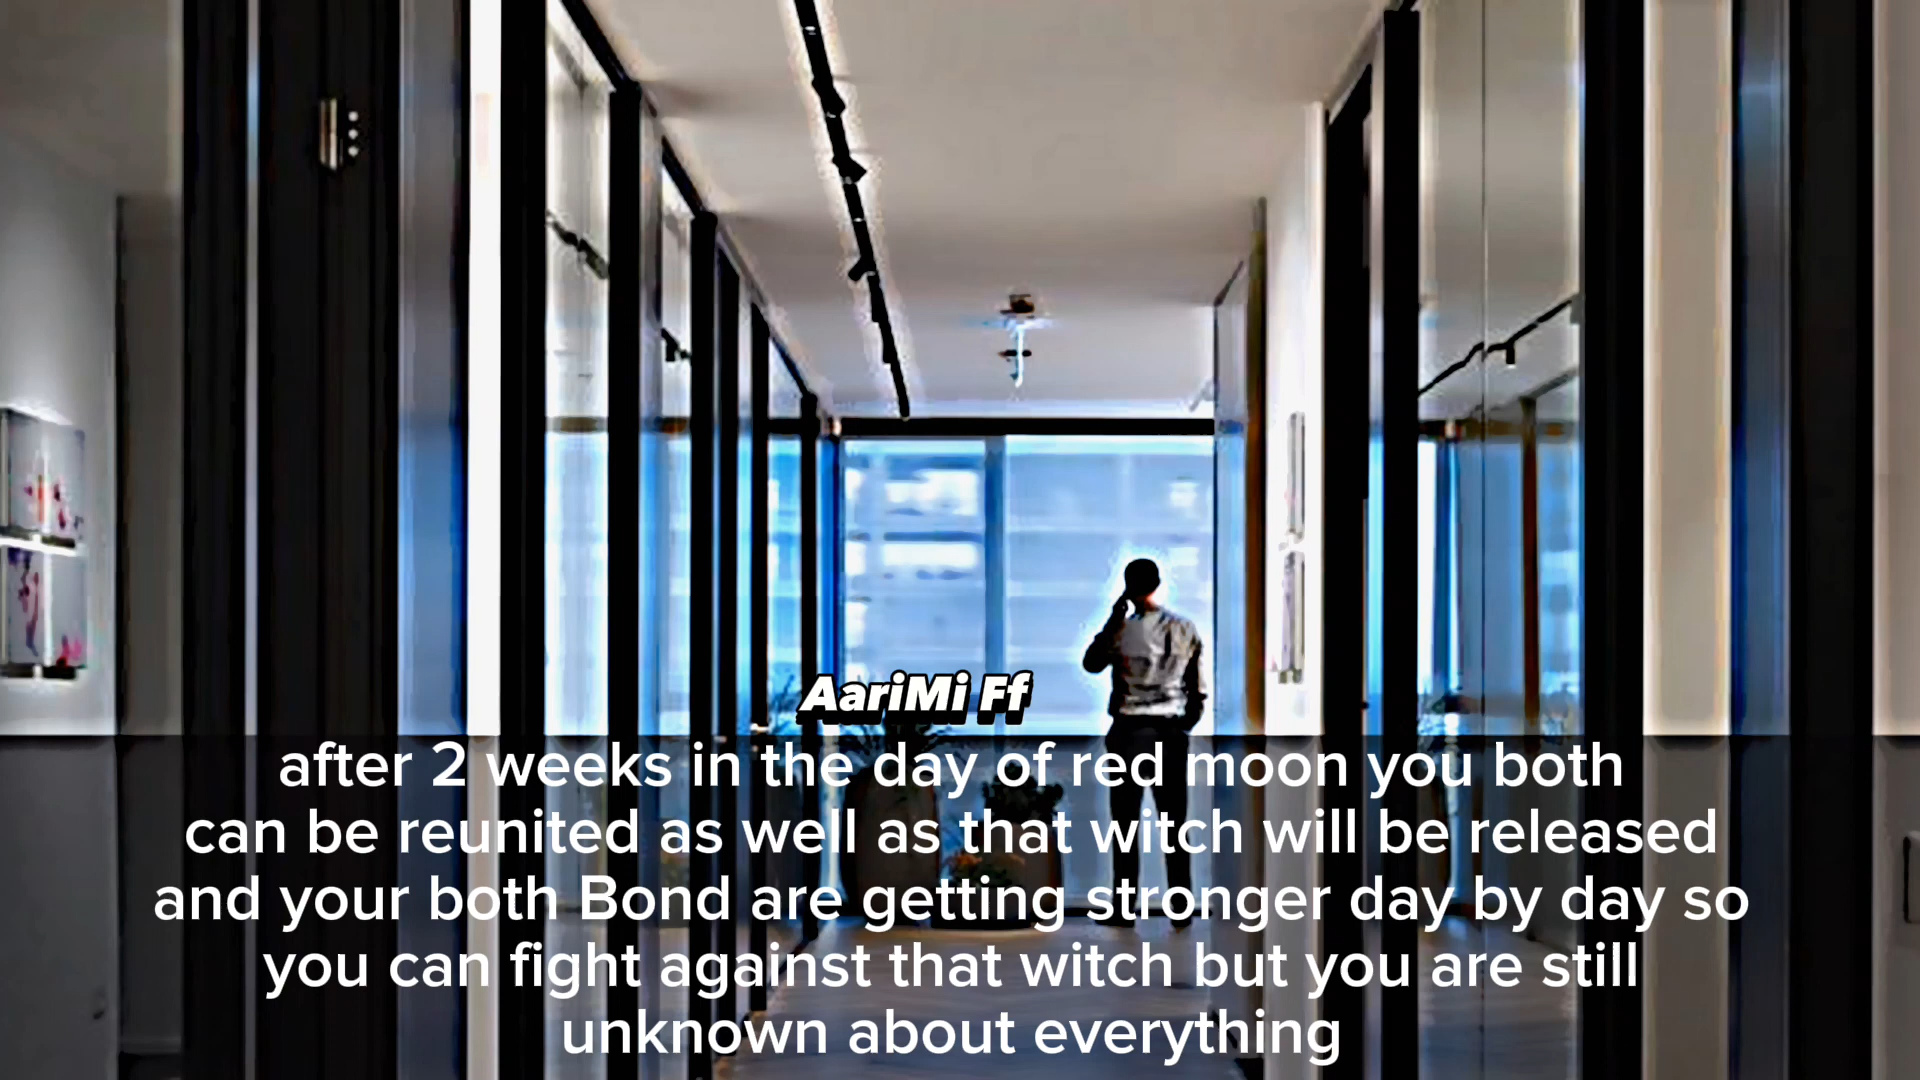 AariMi Ff
after 2 weeks in the day of red moon you both
can be reunited as well as that witch will be released
and your both Bond are getting stronger day by day so
you can fight against that witch but you are still
unknown about everything